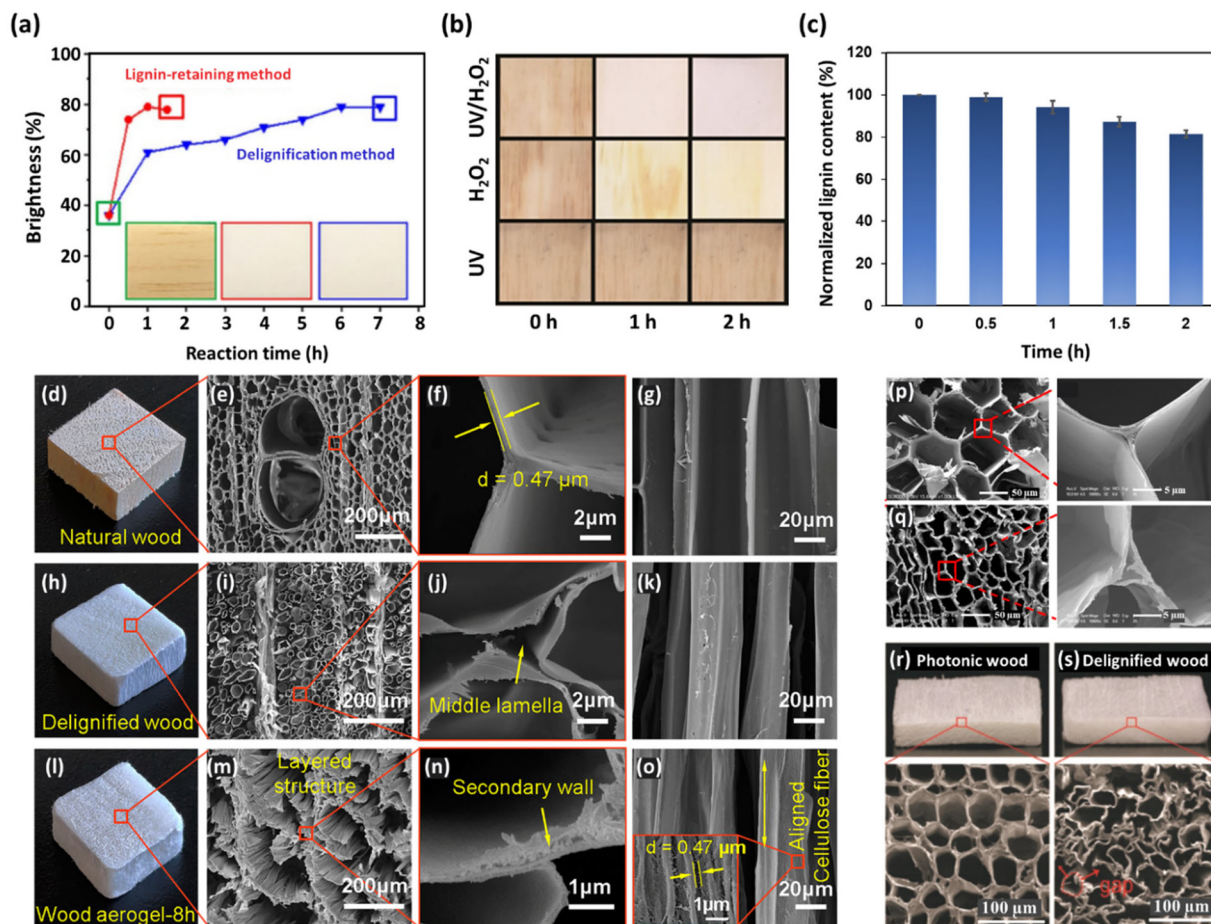 (a)
100
80
60
40
20
0
Brightness (%)
Lignin-retaining method
Delignification method
0 1 2 3 4 5 6 7 8
Reaction time (h)
(b)
UV/H₂O₂
H₂O₂
UV
0 h 1 h 2 h
(c)
120
100
80
60
40
20
0
Normalized lignin content (%)
0 0.5 1 1.5 2
Time (h)
(d)
Natural wood
(e)
200μm
(f)
d = 0.47 μm
2μm
(g)
20μm
(h)
Delignified wood
(i)
200μm
(j)
Middle lamella
2μm
(k)
20μm
(l)
Wood aerogel-8h
(m)
Layered
structure
200μm
(n)
Secondary wall
1μm
(o)
d = 0.47 μm
1μm
Aligned
Cellulose fiber
20μm
(p)
50 μm
5 μm
(q)
50 μm
5 μm
(r) Photonic wood
100 μm
(s) Delignified wood
gap
100 μm